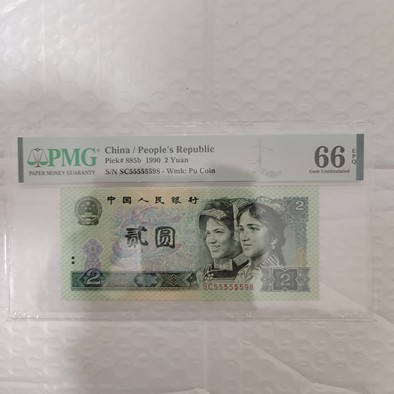 PMG
PAPER MONEY GUARANTY
China / People's Republic
Pick# 885b 1990 2 Yuan
S/N SC55555598 - Wmk: Pu Coin
66 EPQ
Gem Uncirculated
中国人民银行
2
贰圆
2
2
SC55555598